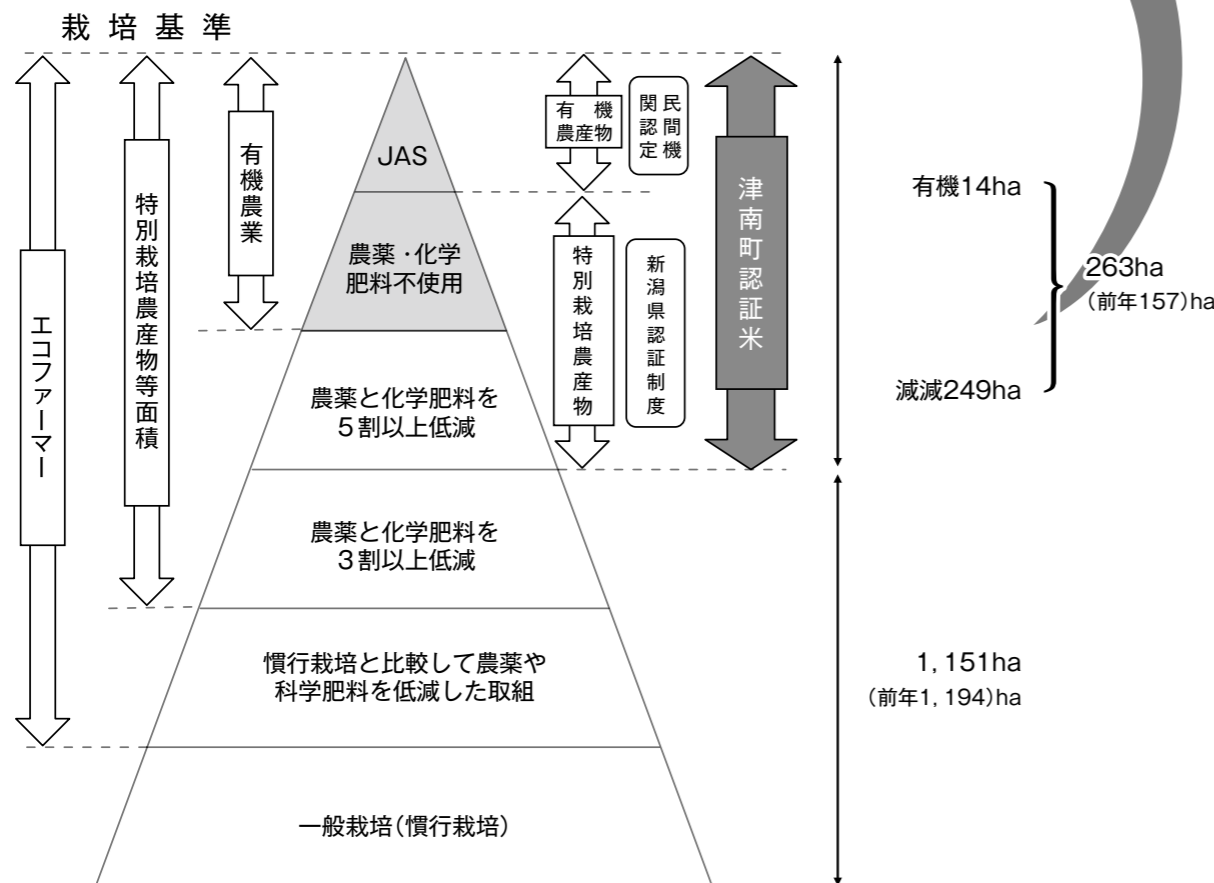 栽培基準
エコファーマー
特別栽培農産物等面積
有機農業
JAS
農薬・化学
肥料不使用
農薬と化学肥料を
5割以上低減
農薬と化学肥料を
3割以上低減
慣行栽培と比較して農薬や
科学肥料を低減した取組
一般栽培(慣行栽培)
有機
農産物
民間機
関認定
特別栽培農産物
新潟県認証制度
津南町認証米
有機14ha
263ha
(前年157)ha
減減249ha
1,151ha
(前年1,194)ha